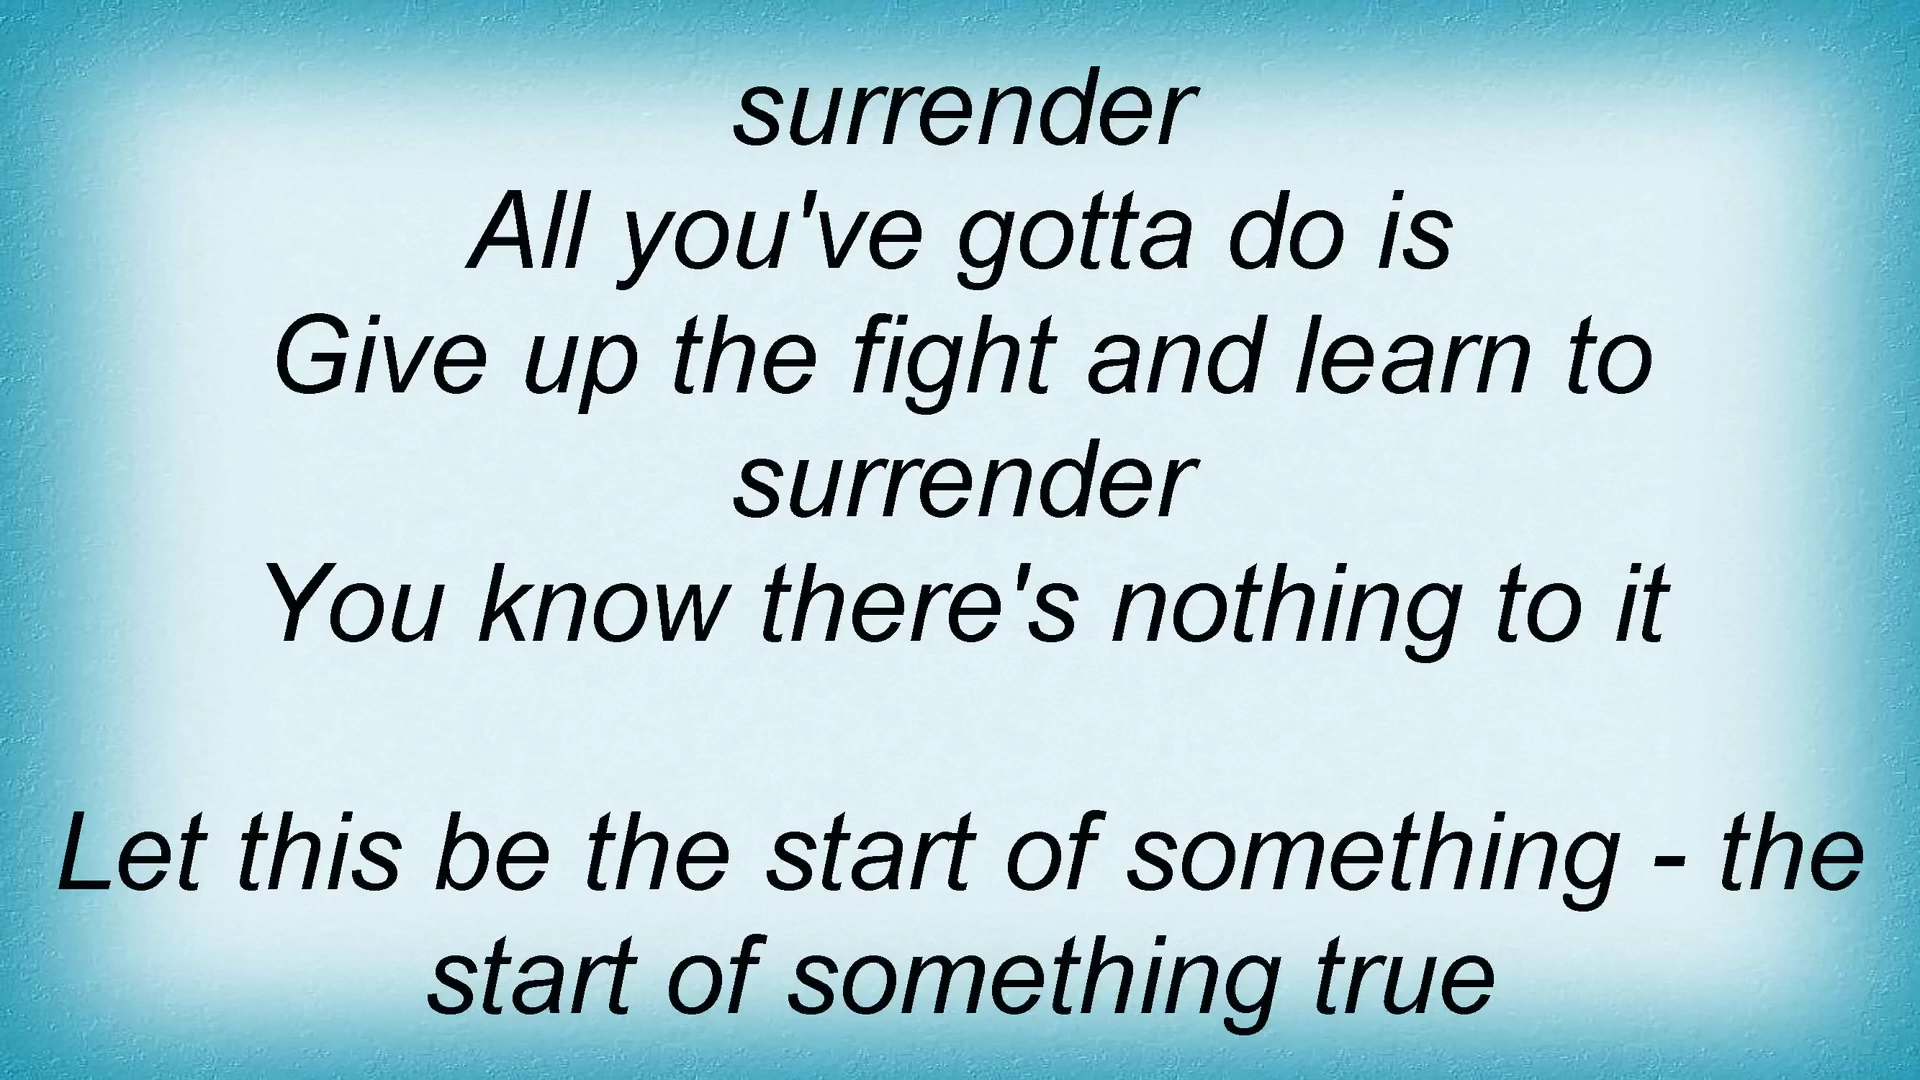 surrender
All you've gotta do is
Give up the fight and learn to
surrender
You know there's nothing to it
Let this be the start of something - the
start of something true